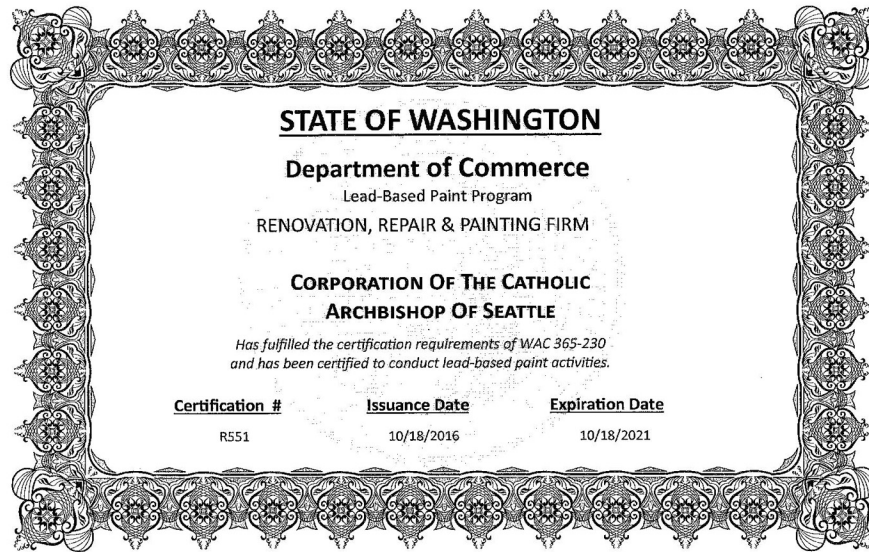 STATE OF WASHINGTON
Department of Commerce
Lead-Based Paint Program
RENOVATION, REPAIR & PAINTING FIRM
CORPORATION OF THE CATHOLIC
ARCHBISHOP OF SEATTLE
Has fulfilled the certification requirements of WAC 365-230
and has been certified to conduct lead-based paint activities.
Certification # Issuance Date Expiration Date
R551 10/18/2016 10/18/2021